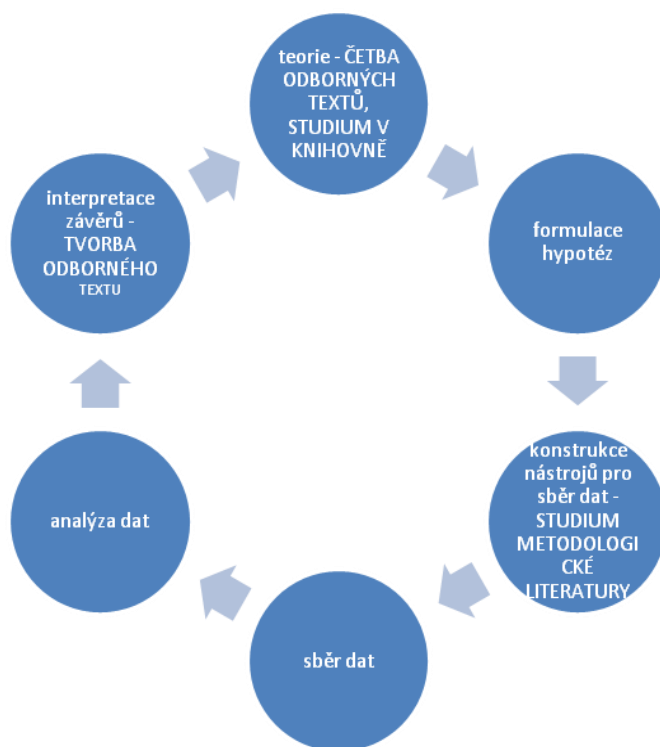 teorie - ČETBA
ODBORNÝCH
TEXTŮ,
STUDIUM V
KNIHOVNĚ
formulace
hypotéz
konstrukce
nástrojů pro
sběr dat -
STUDIUM
METODOLOGI
CKÉ
LITERATURY
sběr dat
analýza dat
interpretace
závěrů -
TVORBA
ODBORNÉHO
TEXTU